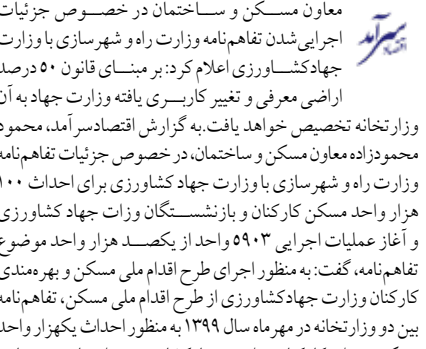 معاون مسکن و ساختمان در خصوص جزئیات
سرآمد
اقتصاد
اجرایی‌شدن تفاهم‌نامه وزارت راه و شهرسازی با وزارت
جهادکشاورزی اعلام کرد: بر مبنای قانون ۵۰ درصد
اراضی معرفی و تغییر کاربری یافته وزارت جهاد به آن
وزارتخانه تخصیص خواهد یافت.به گزارش اقتصادسرآمد، محمود
محمودزاده معاون مسکن و ساختمان، در خصوص جزئیات تفاهم‌نامه
وزارت راه و شهرسازی با وزارت جهاد کشاورزی برای احداث ۱۰۰
هزار واحد مسکن کارکنان و بازنشستگان وزات جهاد کشاورزی
و آغاز عملیات اجرایی ۵۹۰۳ واحد از یکصد هزار واحد موضوع
تفاهم‌نامه، گفت: به منظور اجرای طرح اقدام ملی مسکن و بهره‌مندی
کارکنان وزارت جهادکشاورزی از طرح اقدام ملی مسکن، تفاهم‌نامه
بین دو وزارتخانه در مهرماه سال ۱۳۹۹ به منظور احداث یکهزار واحد